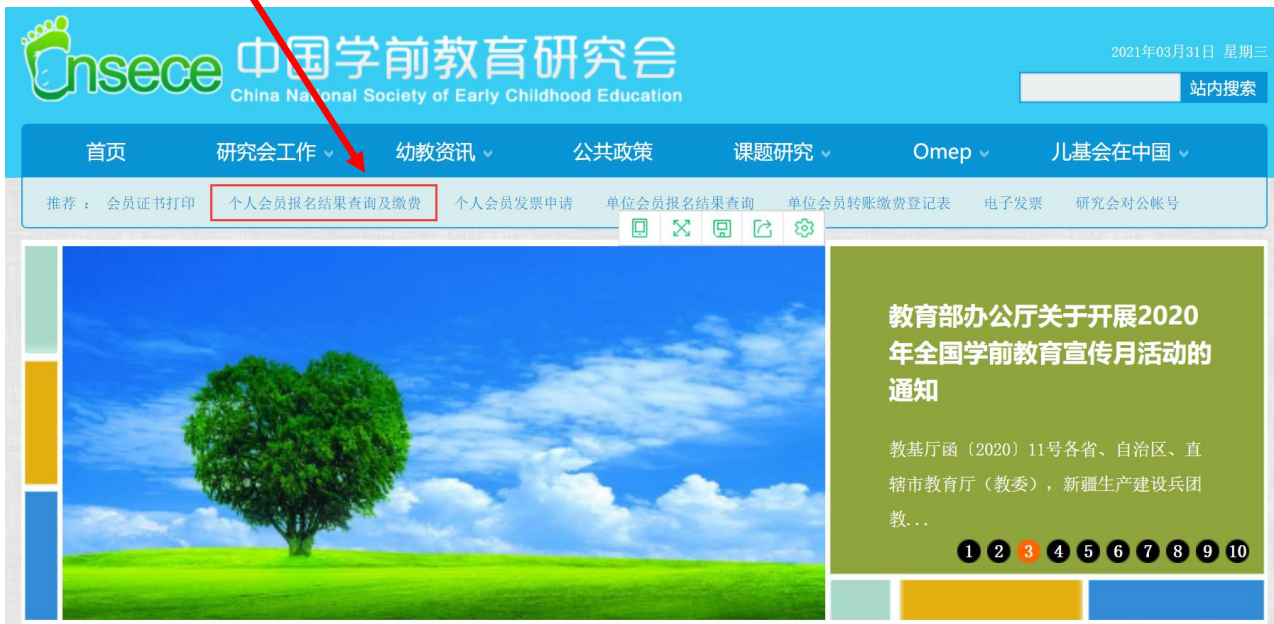 cnsece 中国学前教育研究会
China National Society of Early Childhood Education
2021年03月31日 星期三
站内搜索
首页 研究会工作 幼教资讯 公共政策 课题研究 Omep 儿基会在中国
推荐 : 会员证书打印 个人会员报名结果查询及缴费 个人会员发票申请 单位会员报名结果查询 单位会员转账缴费登记表 电子发票 研究会对公帐号
教育部办公厅关于开展2020
年全国学前教育宣传月活动的
通知
教基厅函〔2020〕11号各省、自治区、直
辖市教育厅（教委），新疆生产建设兵团
教...
1 2 3 4 5 6 7 8 9 10